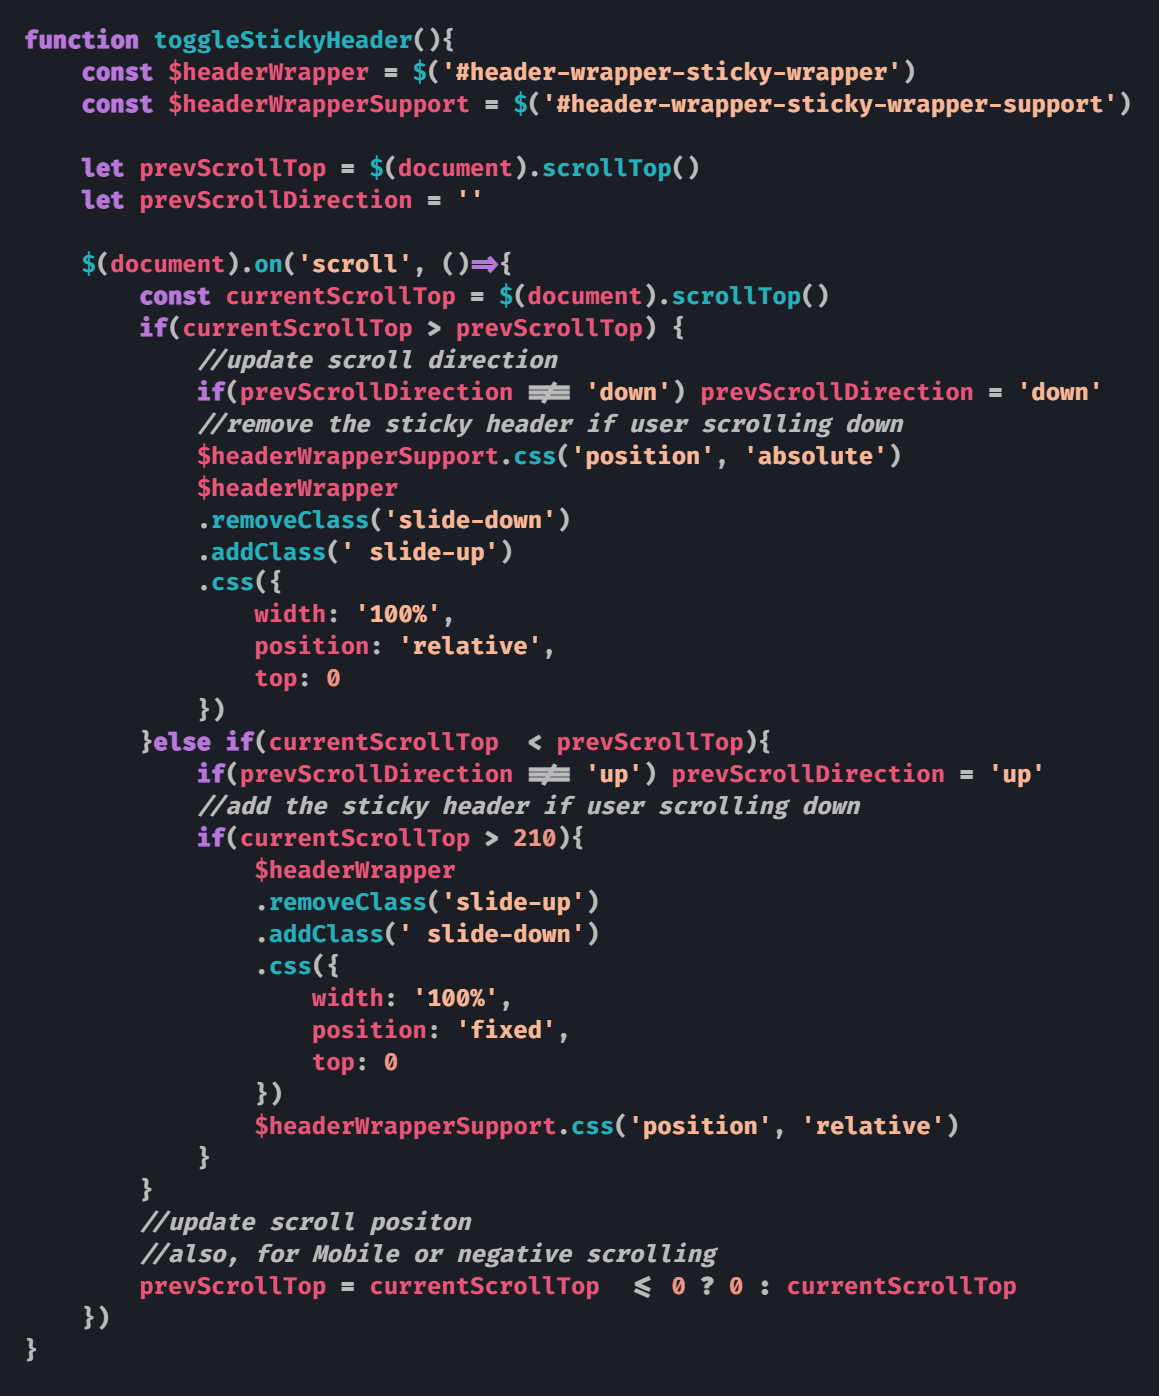 function toggleStickyHeader(){
    const $headerWrapper = $('#header-wrapper-sticky-wrapper')
    const $headerWrapperSupport = $('#header-wrapper-sticky-wrapper-support')

    let prevScrollTop = $(document).scrollTop()
    let prevScrollDirection = ''

    $(document).on('scroll', ()=>{
        const currentScrollTop = $(document).scrollTop()
        if(currentScrollTop > prevScrollTop) {
            //update scroll direction
            if(prevScrollDirection !== 'down') prevScrollDirection = 'down'
            //remove the sticky header if user scrolling down
            $headerWrapperSupport.css('position', 'absolute')
            $headerWrapper
            .removeClass('slide-down')
            .addClass(' slide-up')
            .css({
                width: '100%',
                position: 'relative',
                top: 0
            })
        }else if(currentScrollTop  < prevScrollTop){
            if(prevScrollDirection !== 'up') prevScrollDirection = 'up'
            //add the sticky header if user scrolling down
            if(currentScrollTop > 210){
                $headerWrapper
                .removeClass('slide-up')
                .addClass(' slide-down')
                .css({
                    width: '100%',
                    position: 'fixed',
                    top: 0
                })
                $headerWrapperSupport.css('position', 'relative')
            }
        }
        //update scroll positon
        //also, for Mobile or negative scrolling
        prevScrollTop = currentScrollTop  <= 0 ? 0 : currentScrollTop
    })
}